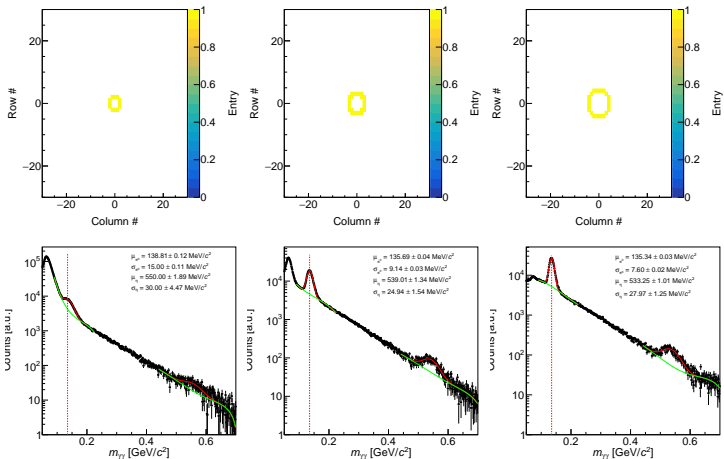 Row #
20
0
−20
−20
0
20
Column #
1
0.8
0.6
0.4
0.2
0
Entry
Row #
20
0
−20
−20
0
20
Column #
1
0.8
0.6
0.4
0.2
0
Entry
Row #
20
0
−20
−20
0
20
Column #
1
0.8
0.6
0.4
0.2
0
Entry
Counts [a.u.]
10⁵
10⁴
10³
10²
10
1
μπ⁰ = 138.81 ± 0.12 MeV/c²
σπ⁰ = 15.00 ± 0.11 MeV/c²
μη = 550.00 ± 1.89 MeV/c²
ση = 30.00 ± 4.47 MeV/c²
0.2
0.4
0.6
mγγ [GeV/c²]
Counts [a.u.]
10⁴
10³
10²
10
1
μπ⁰ = 135.69 ± 0.04 MeV/c²
σπ⁰ = 9.14 ± 0.03 MeV/c²
μη = 539.01 ± 1.34 MeV/c²
ση = 24.94 ± 1.54 MeV/c²
0.2
0.4
0.6
mγγ [GeV/c²]
Counts [a.u.]
10⁴
10³
10²
10
1
μπ⁰ = 135.34 ± 0.03 MeV/c²
σπ⁰ = 7.60 ± 0.02 MeV/c²
μη = 533.25 ± 1.01 MeV/c²
ση = 27.97 ± 1.25 MeV/c²
0.2
0.4
0.6
mγγ [GeV/c²]